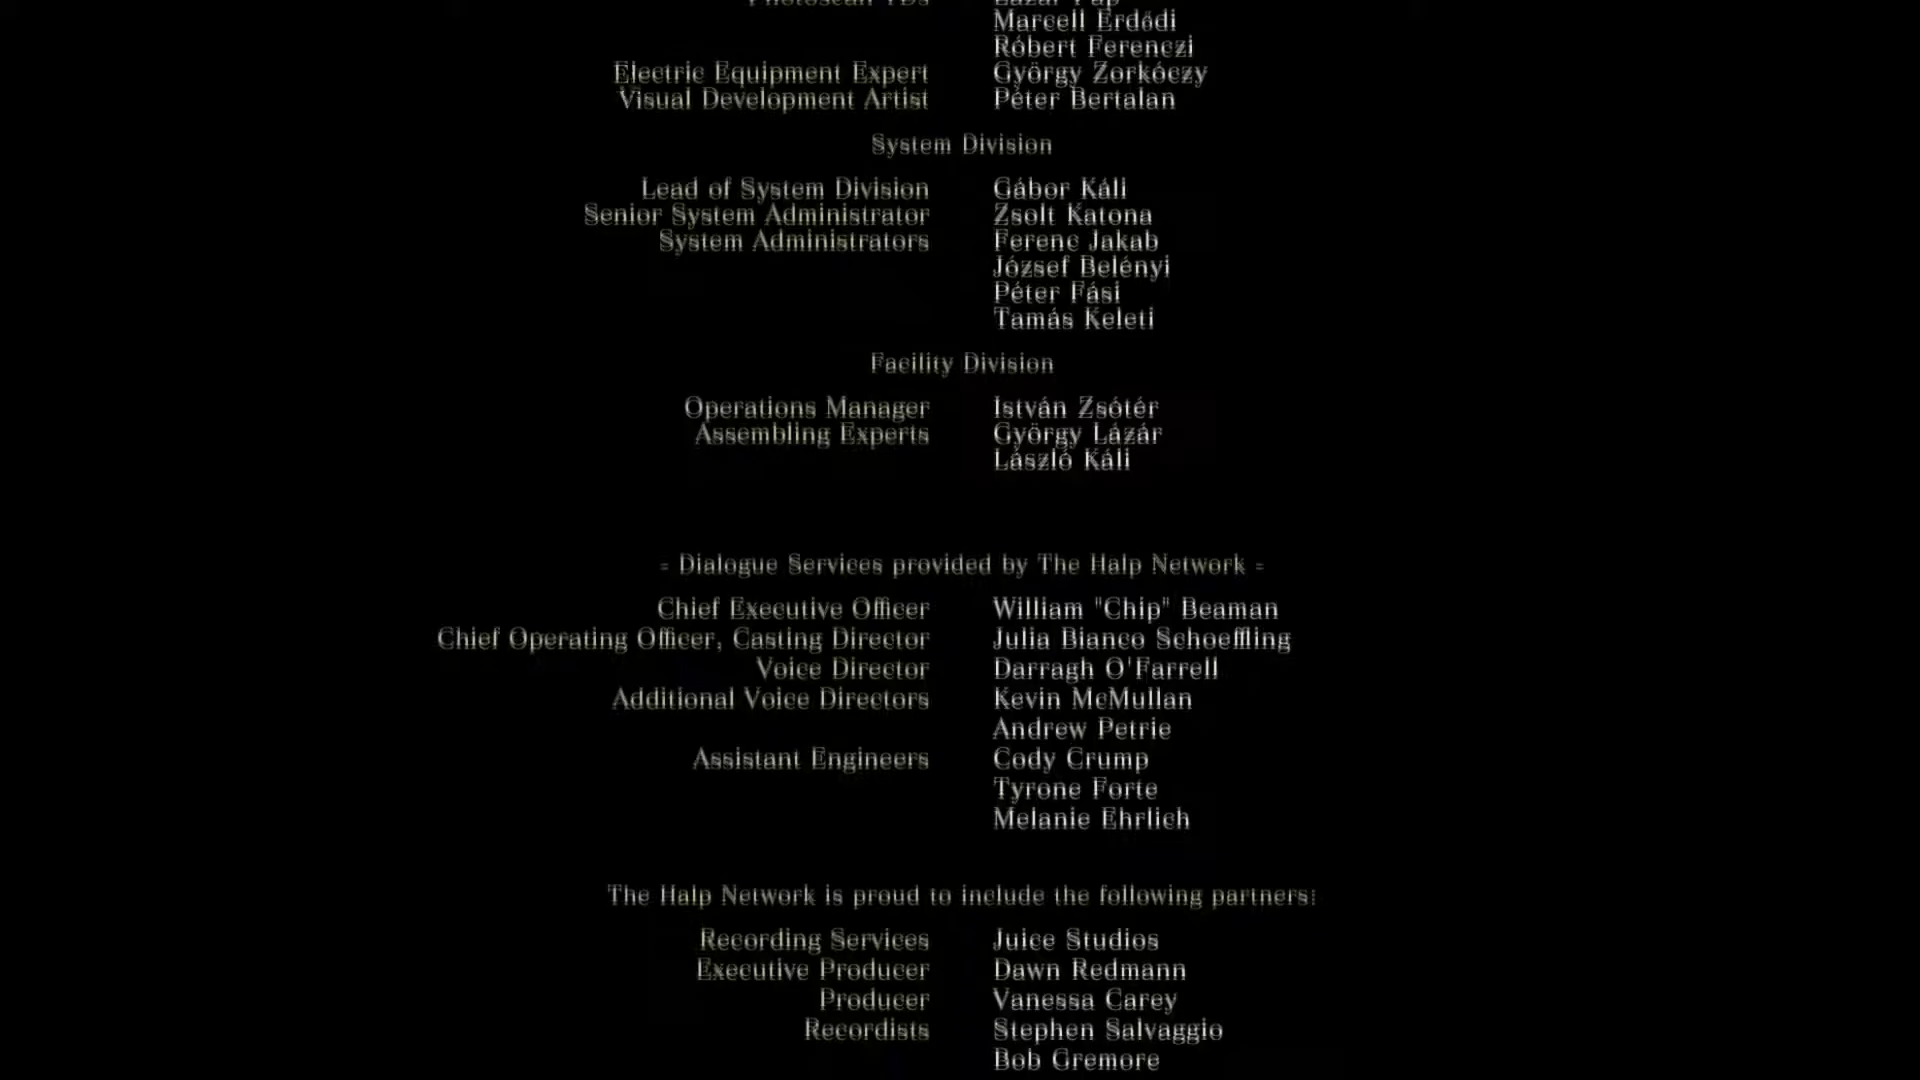 Photoscan TDs Lázár Pap
Marcell Erdődi
Róbert Ferenczi
Electric Equipment Expert György Zorkóczy
Visual Development Artist Péter Bertalan
System Division
Lead of System Division Gábor Káli
Senior System Administrator Zsolt Katona
System Administrators Ferenc Jakab
József Belényi
Péter Fási
Tamás Keleti
Facility Division
Operations Manager István Zsótér
Assembling Experts György Lázár
László Káli
- Dialogue Services provided by The Halp Network -
Chief Executive Officer William "Chip" Beaman
Chief Operating Officer, Casting Director Julia Bianco Schoeffling
Voice Director Darragh O'Farrell
Additional Voice Directors Kevin McMullan
Andrew Petrie
Assistant Engineers Cody Crump
Tyrone Forte
Melanie Ehrlich
The Halp Network is proud to include the following partners:
Recording Services Juice Studios
Executive Producer Dawn Redmann
Producer Vanessa Carey
Recordists Stephen Salvaggio
Bob Gremore